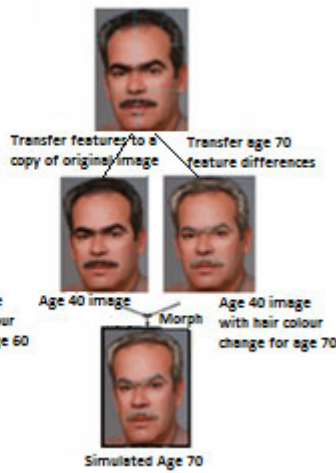 Transfer features to a
copy of original image
Transfer age 70
feature differences
Age 40 image
Morph
Age 40 image
with hair colour
change for age 70
e 60
Simulated Age 70